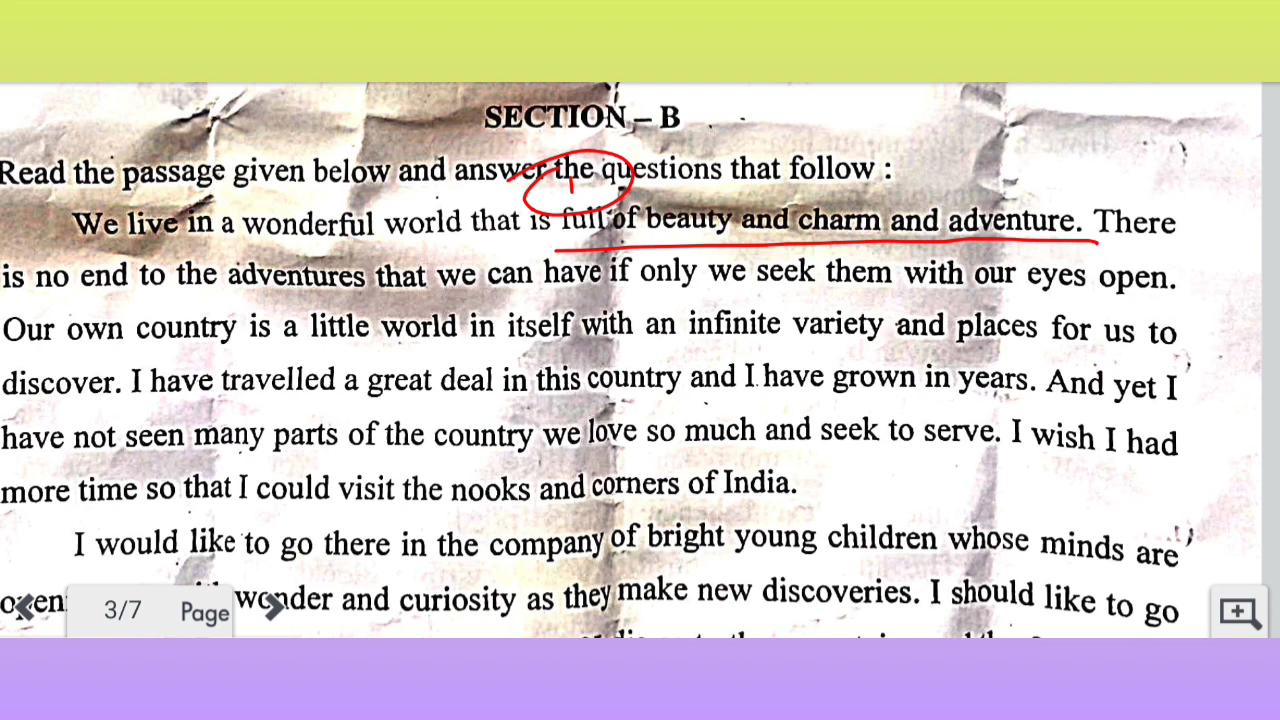 SECTION – B
Read the passage given below and answer the questions that follow :
We live in a wonderful world that is full of beauty and charm and adventure. There
is no end to the adventures that we can have if only we seek them with our eyes open.
Our own country is a little world in itself with an infinite variety and places for us to
discover. I have travelled a great deal in this country and I have grown in years. And yet I
have not seen many parts of the country we love so much and seek to serve. I wish I had
more time so that I could visit the nooks and corners of India.
I would like to go there in the company of bright young children whose minds are
wonder and curiosity as they make new discoveries. I should like to go
3/7 Page